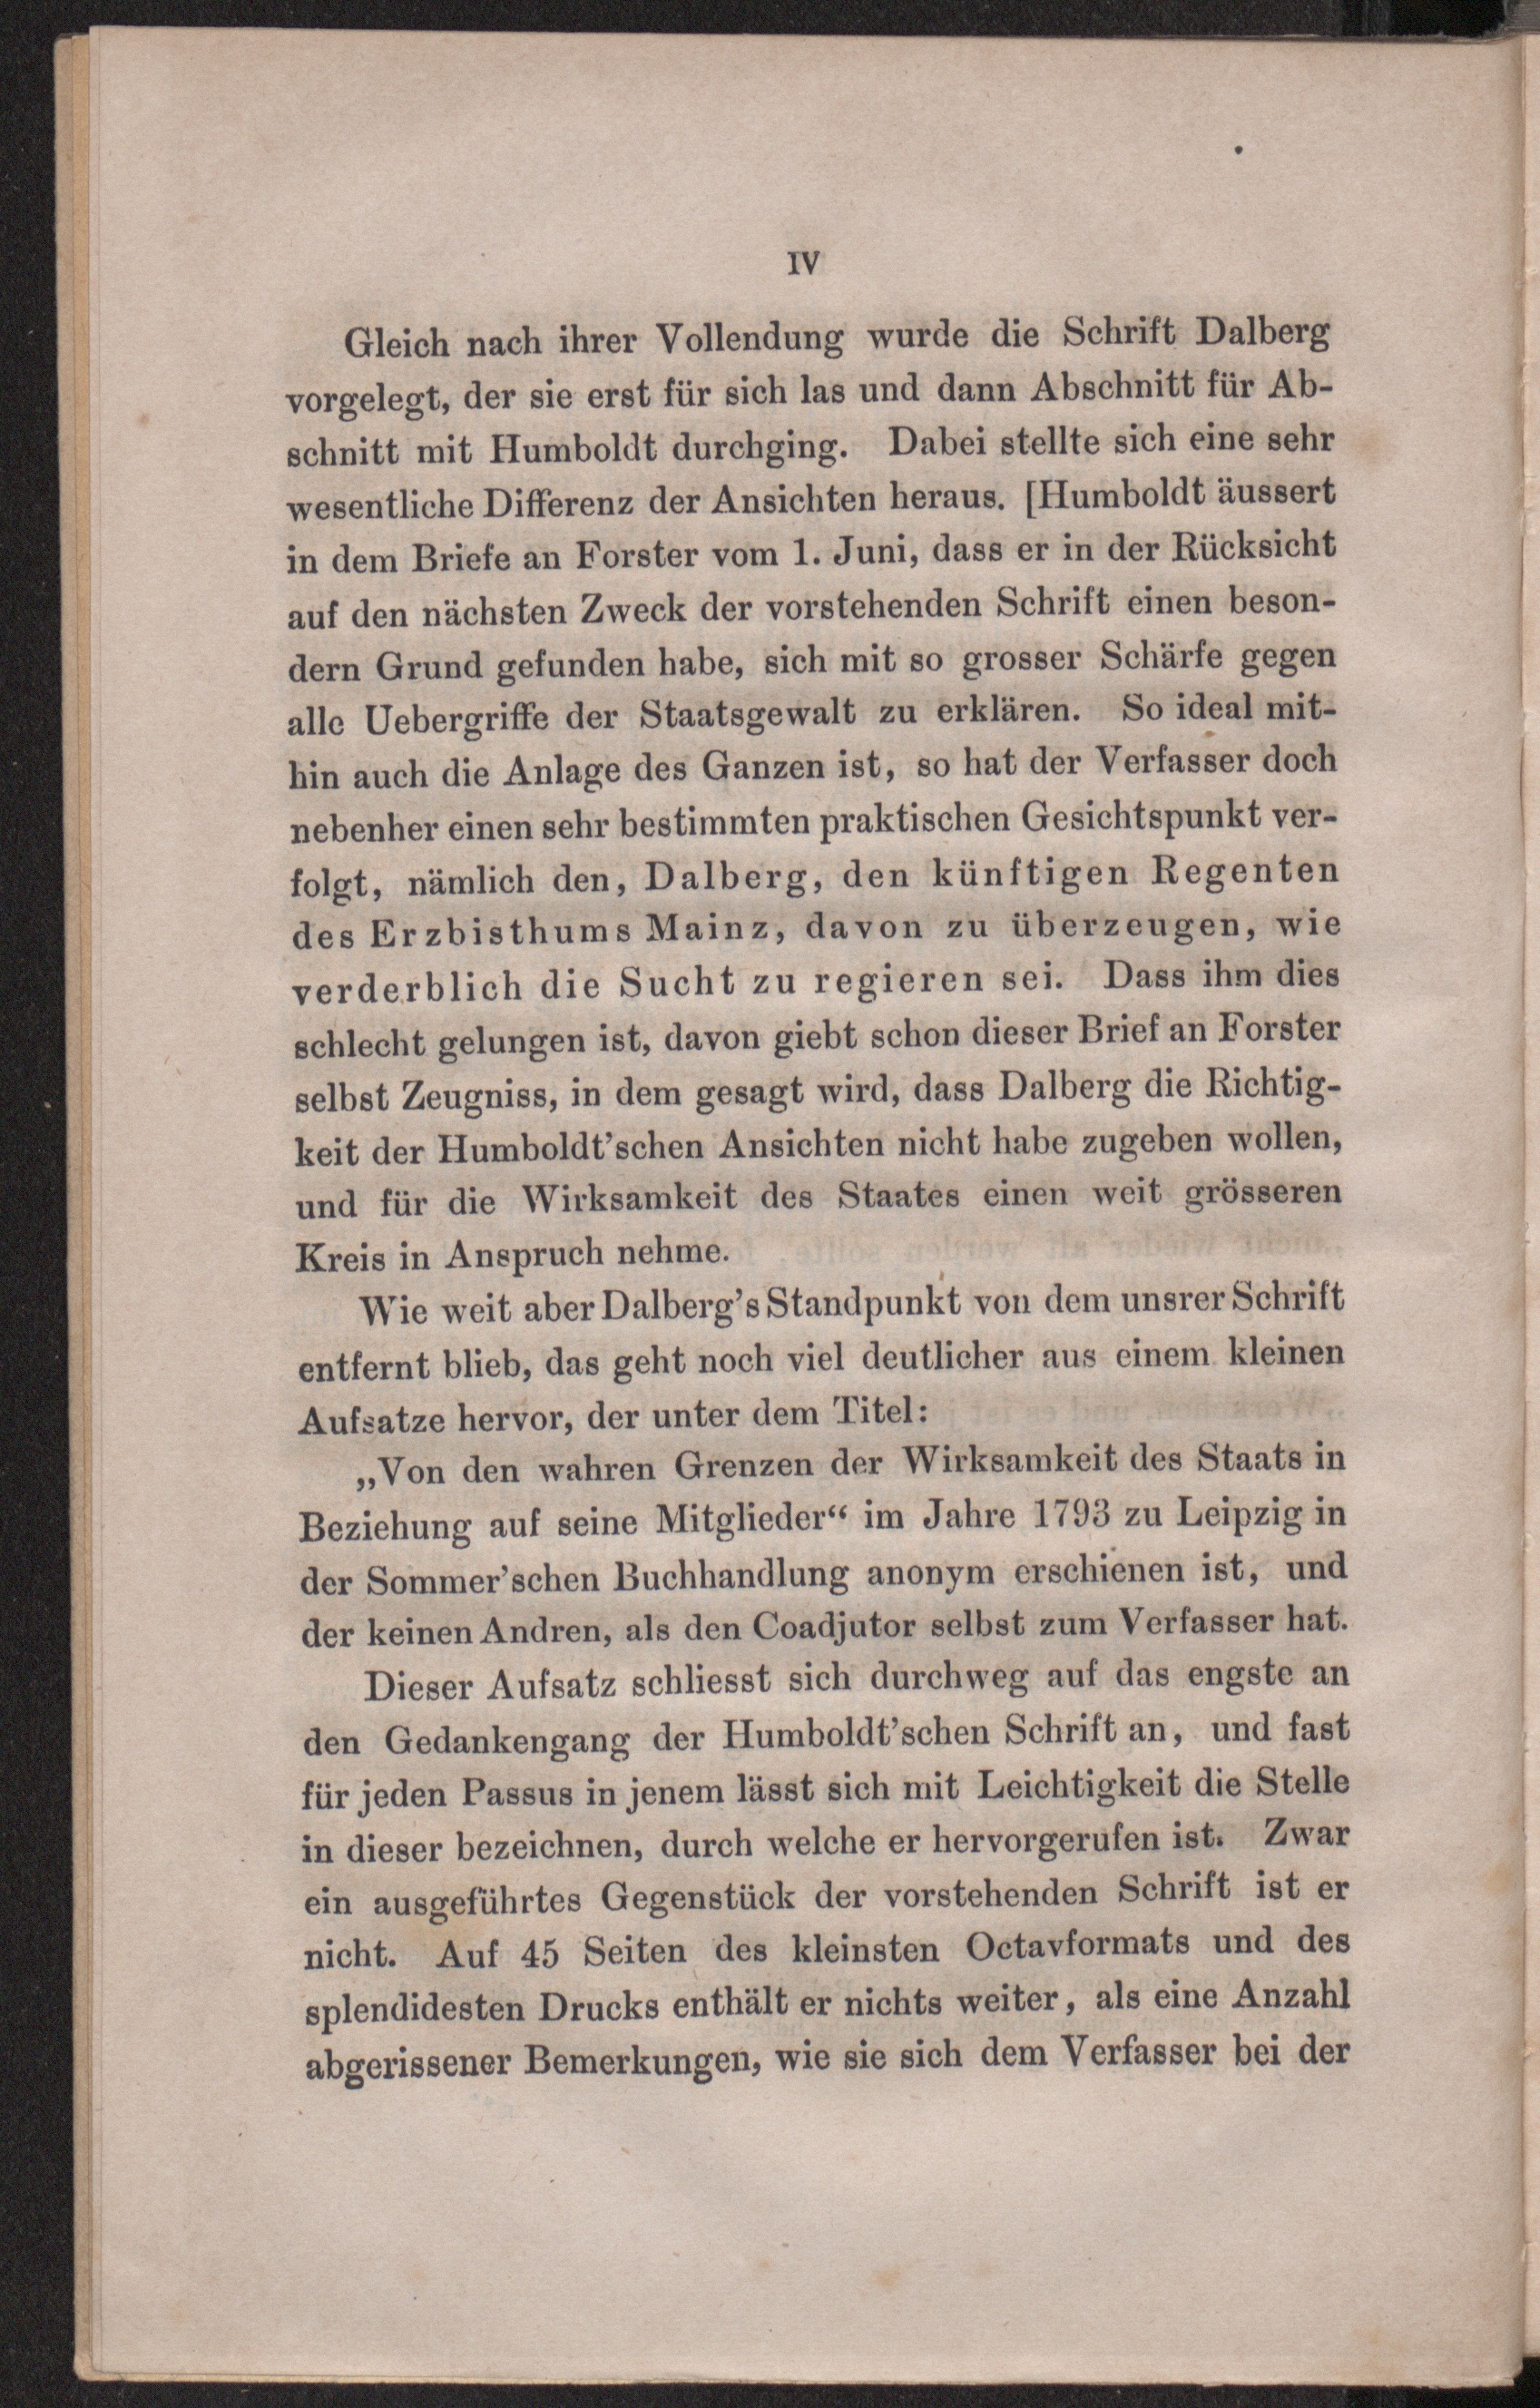 IV
Gleich nach ihrer Vollendung wurde die Schrift Dalberg
vorgelegt, der sie erst für sich las und dann Abschnitt für Ab-
schnitt mit Humboldt durchging. Dabei stellte sich eine sehr
wesentliche Differenz der Ansichten heraus. [Humboldt äussert
in dem Briefe an Forster vom 1. Juni, dass er in der Rücksicht
auf den nächsten Zweck der vorstehenden Schrift einen beson-
dern Grund gefunden habe, sich mit so grosser Schärfe gegen
alle Uebergriffe der Staatsgewalt zu erklären. So ideal mit-
hin auch die Anlage des Ganzen ist, so hat der Verfasser doch
nebenher einen sehr bestimmten praktischen Gesichtspunkt ver-
folgt, nämlich den, Dalberg, den künftigen Regenten
des Erzbisthums Mainz, davon zu überzeugen, wie
verderblich die Sucht zu regieren sei. Dass ihm dies
schlecht gelungen ist, davon giebt schon dieser Brief an Forster
selbst Zeugniss, in dem gesagt wird, dass Dalberg die Richtig-
keit der Humboldt'schen Ansichten nicht habe zugeben wollen,
und für die Wirksamkeit des Staates einen weit grösseren
Kreis in Anspruch nehme.
Wie weit aber Dalberg's Standpunkt von dem unsrer Schrift
entfernt blieb, das geht noch viel deutlicher aus einem kleinen
Aufsatze hervor, der unter dem Titel:
„Von den wahren Grenzen der Wirksamkeit des Staats in
Beziehung auf seine Mitglieder“ im Jahre 1793 zu Leipzig in
der Sommer'schen Buchhandlung anonym erschienen ist, und
der keinen Andren, als den Coadjutor selbst zum Verfasser hat.
Dieser Aufsatz schliesst sich durchweg auf das engste an
den Gedankengang der Humboldt'schen Schrift an, und fast
für jeden Passus in jenem lässt sich mit Leichtigkeit die Stelle
in dieser bezeichnen, durch welche er hervorgerufen ist. Zwar
ein ausgeführtes Gegenstück der vorstehenden Schrift ist er
nicht. Auf 45 Seiten des kleinsten Octavformats und des
splendidesten Drucks enthält er nichts weiter, als eine Anzahl
abgerissener Bemerkungen, wie sie sich dem Verfasser bei der